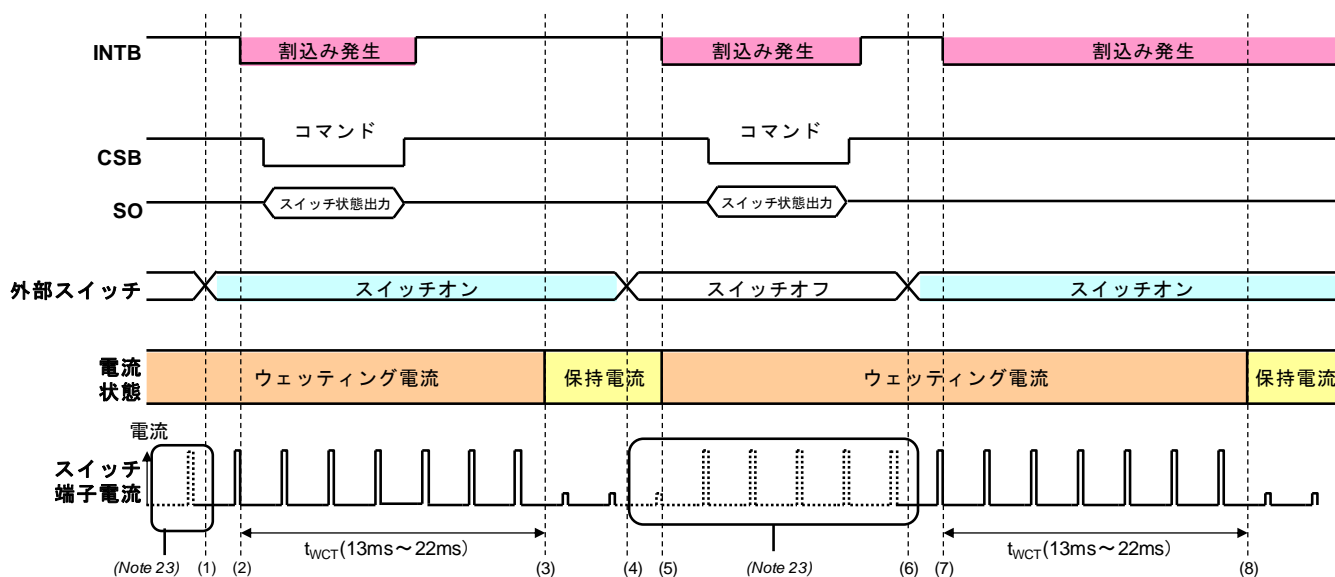 INTB
割込み発生
割込み発生
割込み発生
CSB
コマンド
コマンド
SO
スイッチ状態出力
スイッチ状態出力
外部スイッチ
スイッチオン
スイッチオフ
スイッチオン
電流
状態
ウェッティング電流
保持電流
ウェッティング電流
保持電流
電流
スイッチ
端子電流
tWCT(13ms～22ms)
tWCT(13ms～22ms)
(Note 23) (1) (2) (3) (4) (5) (Note 23) (6) (7) (8)